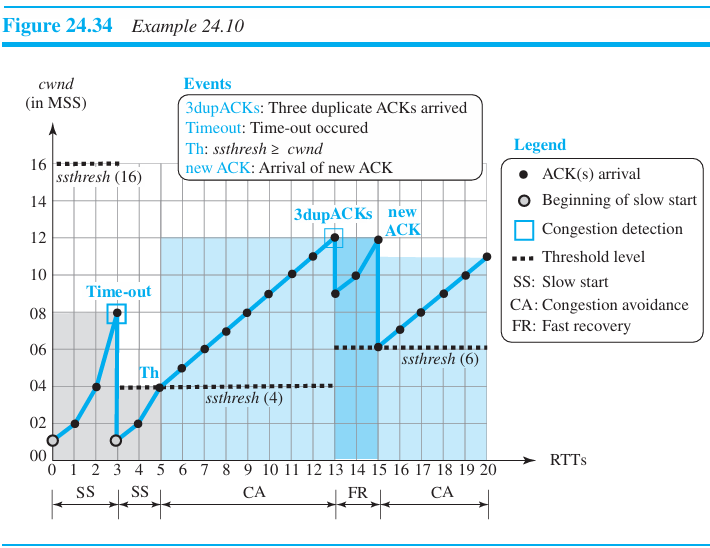 Figure 24.34 Example 24.10
cwnd
(in MSS)
Events
3dupACKs: Three duplicate ACKs arrived
Timeout: Time-out occured
Th: ssthresh ≥ cwnd
new ACK: Arrival of new ACK
Legend
ACK(s) arrival
Beginning of slow start
Congestion detection
Threshold level
SS: Slow start
CA: Congestion avoidance
FR: Fast recovery
16
14
12
10
08
06
04
02
00
ssthresh (16)
Time-out
Th
ssthresh (4)
3dupACKs
new
ACK
ssthresh (6)
0 1 2 3 4 5 6 7 8 9 10 11 12 13 14 15 16 17 18 19 20
RTTs
SS SS CA FR CA